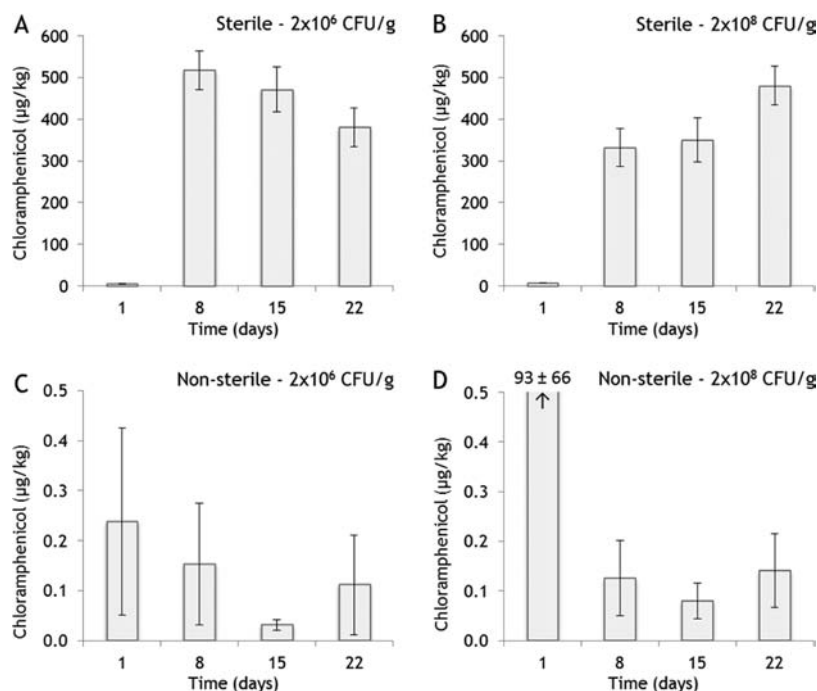 A
Sterile - 2x10⁶ CFU/g
Chloramphenicol (µg/kg)
600
500
400
300
200
100
0
1 8 15 22
Time (days)
B
Sterile - 2x10⁸ CFU/g
Chloramphenicol (µg/kg)
600
500
400
300
200
100
0
1 8 15 22
Time (days)
C
Non-sterile - 2x10⁶ CFU/g
Chloramphenicol (µg/kg)
0.5
0.4
0.3
0.2
0.1
0.0
1 8 15 22
Time (days)
D
93 ± 66
Non-sterile - 2x10⁸ CFU/g
Chloramphenicol (µg/kg)
0.5
0.4
0.3
0.2
0.1
0.0
1 8 15 22
Time (days)